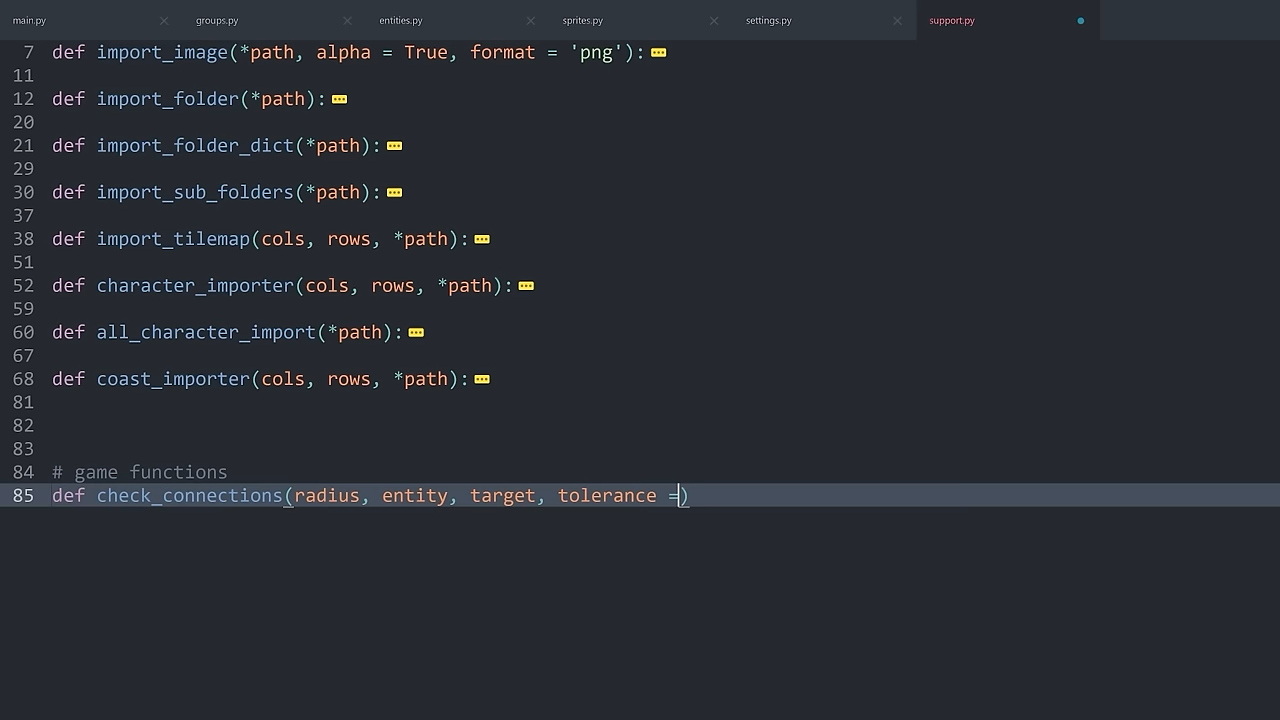 main.py groups.py entities.py sprites.py settings.py support.py
7 def import_image(*path, alpha = True, format = 'png'):
11
12 def import_folder(*path):
20
21 def import_folder_dict(*path):
29
30 def import_sub_folders(*path):
37
38 def import_tilemap(cols, rows, *path):
51
52 def character_importer(cols, rows, *path):
59
60 def all_character_import(*path):
67
68 def coast_importer(cols, rows, *path):
81
82
83
84 # game functions
85 def check_connections(radius, entity, target, tolerance =)